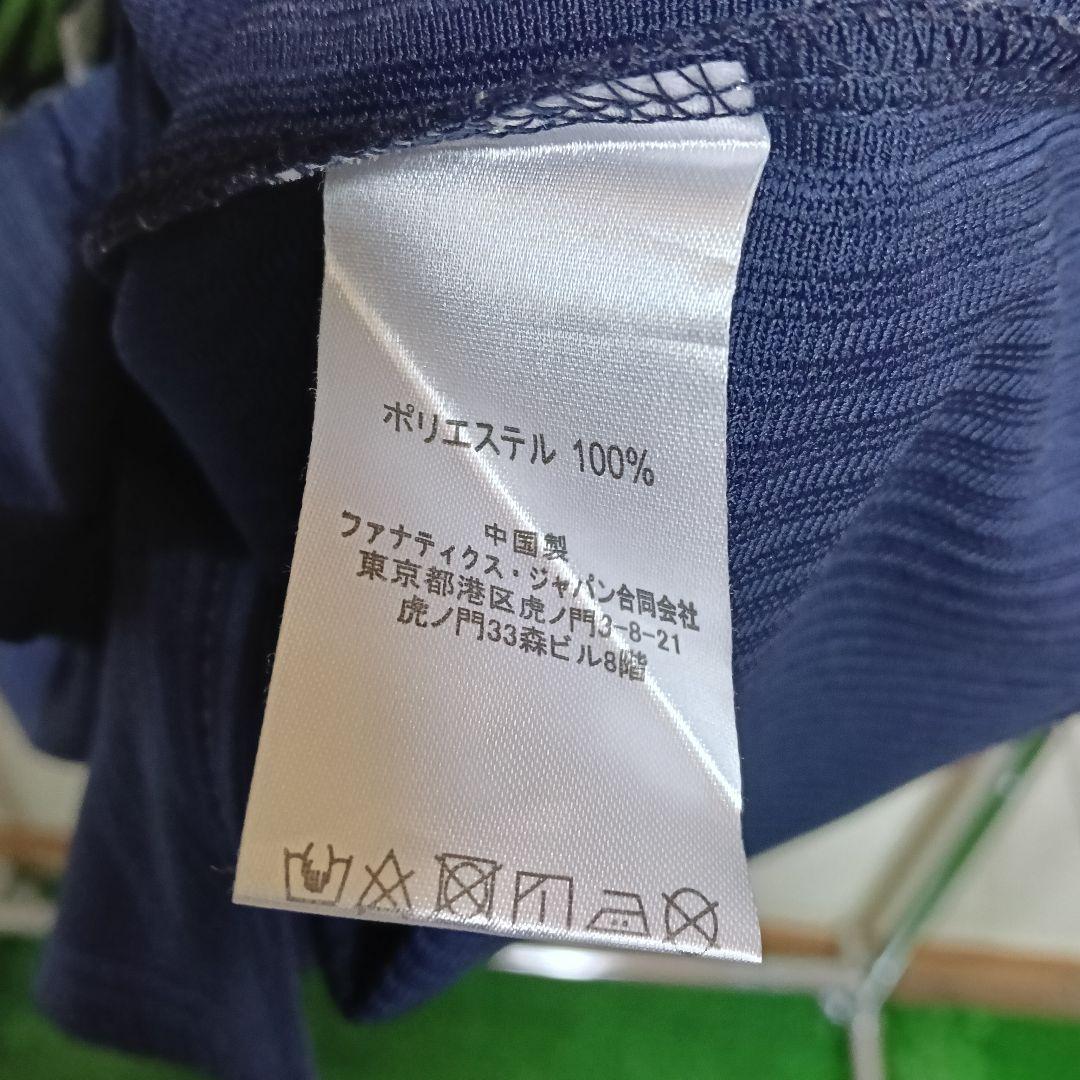 ポリエステル 100%
中国製
ファナティクス・ジャパン合同会社
東京都港区虎ノ門3-8-21
虎ノ門33森ビル8階